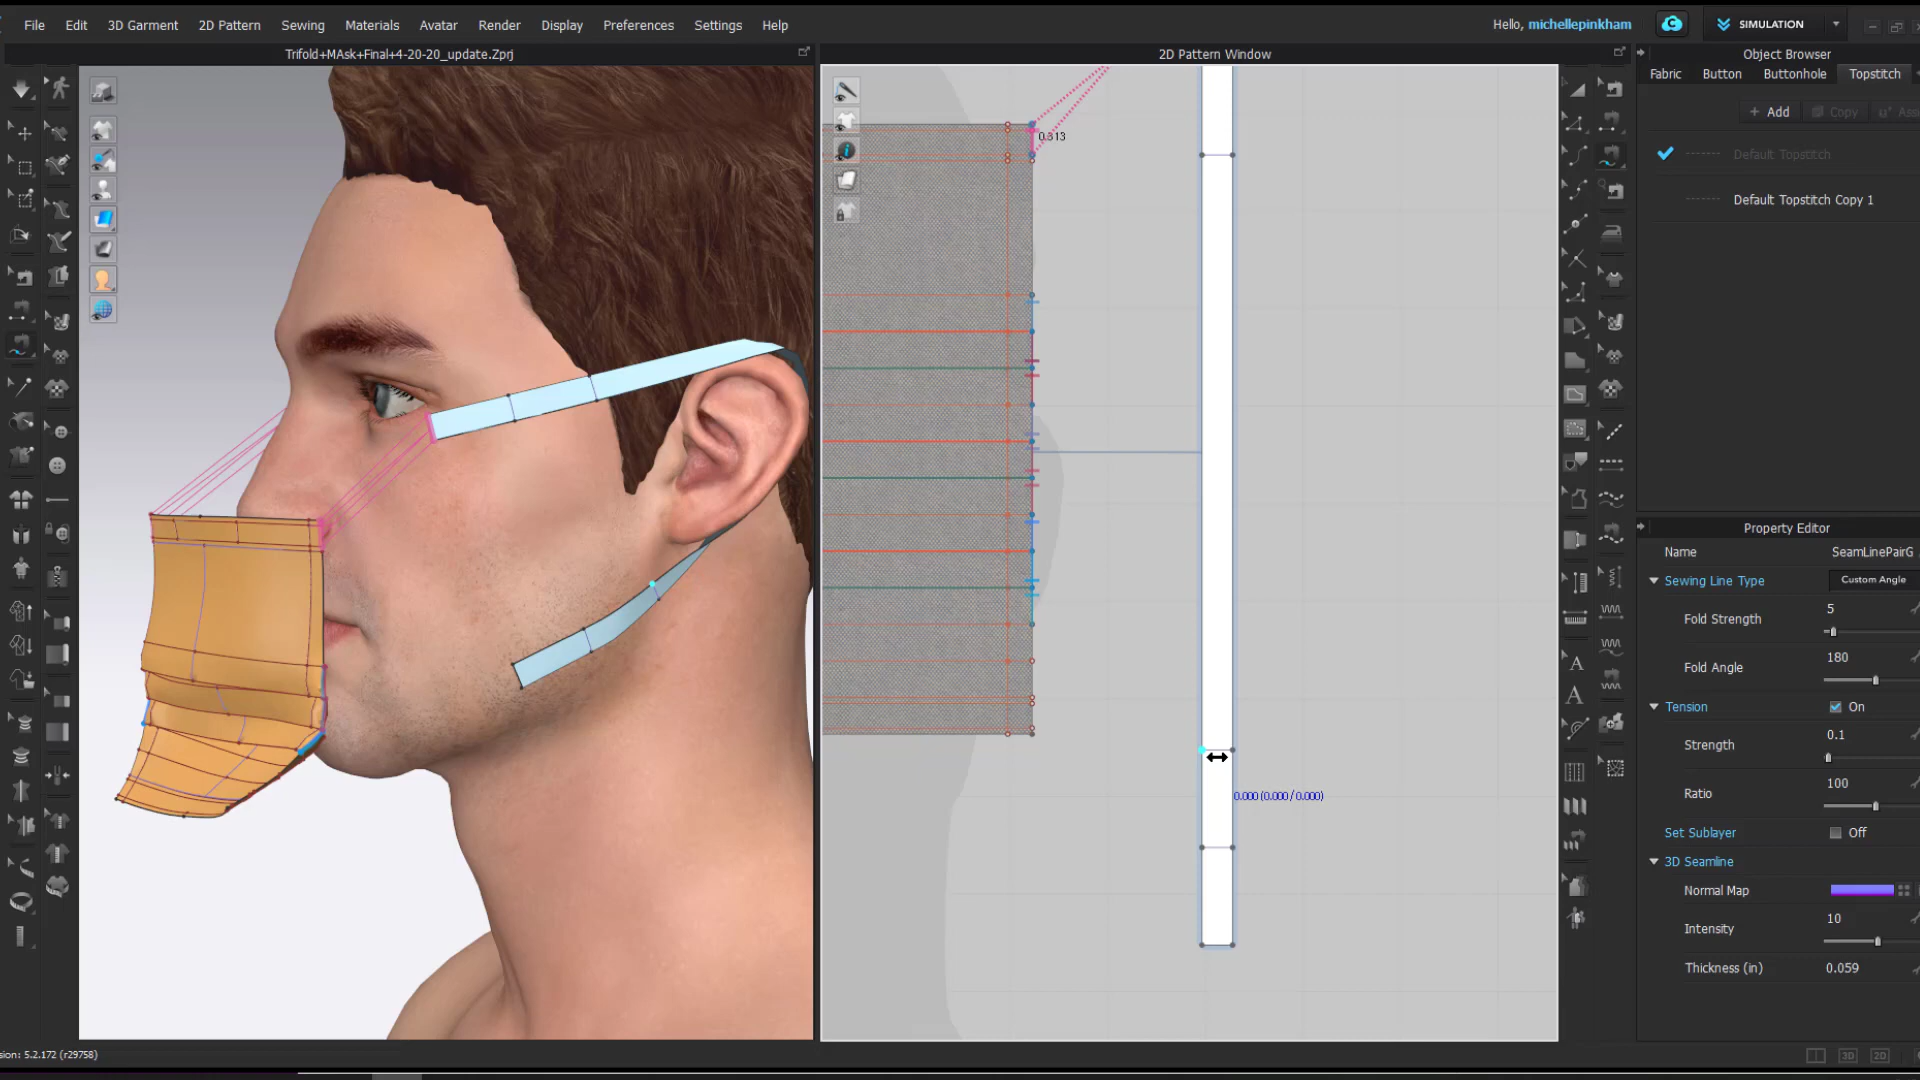 File Edit 3D Garment 2D Pattern Sewing Materials Avatar Render Display Preferences Settings Help
Hello, michellepinkham
SIMULATION
Trifold+MAsk+Final+4-20-20_update.Zprj
2D Pattern Window
Object Browser
Fabric Button Buttonhole Topstitch
+ Add Copy Ass
Default Topstitch
Default Topstitch Copy 1
0.313
0.000 (0.000 / 0.000)
Property Editor
Name SeamLinePairG
Sewing Line Type Custom Angle
Fold Strength 5
Fold Angle 180
Tension On
Strength 0.1
Ratio 100
Set Sublayer Off
3D Seamline
Normal Map
Intensity 10
Thickness (in) 0.059
A
A
sion: 5.2.172 (r29758)
3D 2D